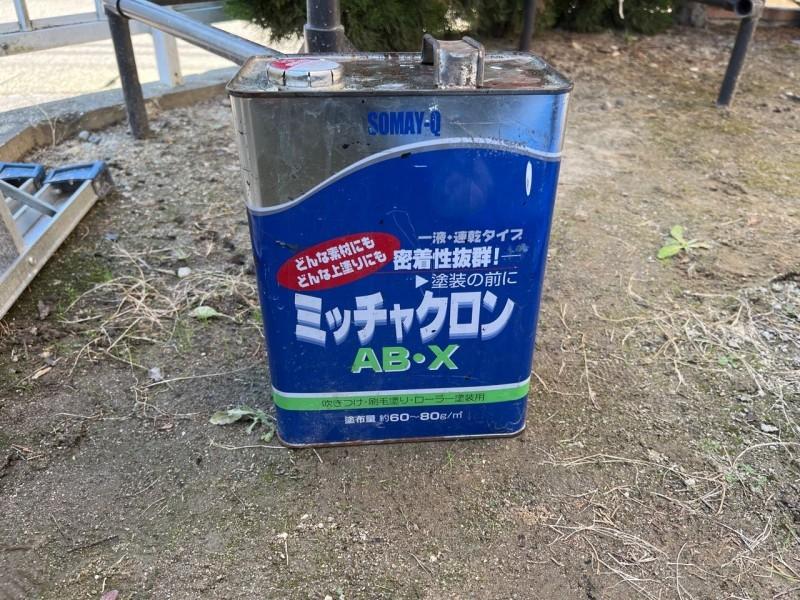 SOMAY-Q
一液・速乾タイプ
どんな素材にも
どんな上塗りにも
密着性抜群!
▶塗装の前に
ミッチャクロン
AB・X
吹きつけ・刷毛塗り・ローラー塗装用
塗布量 約60〜80g/㎡